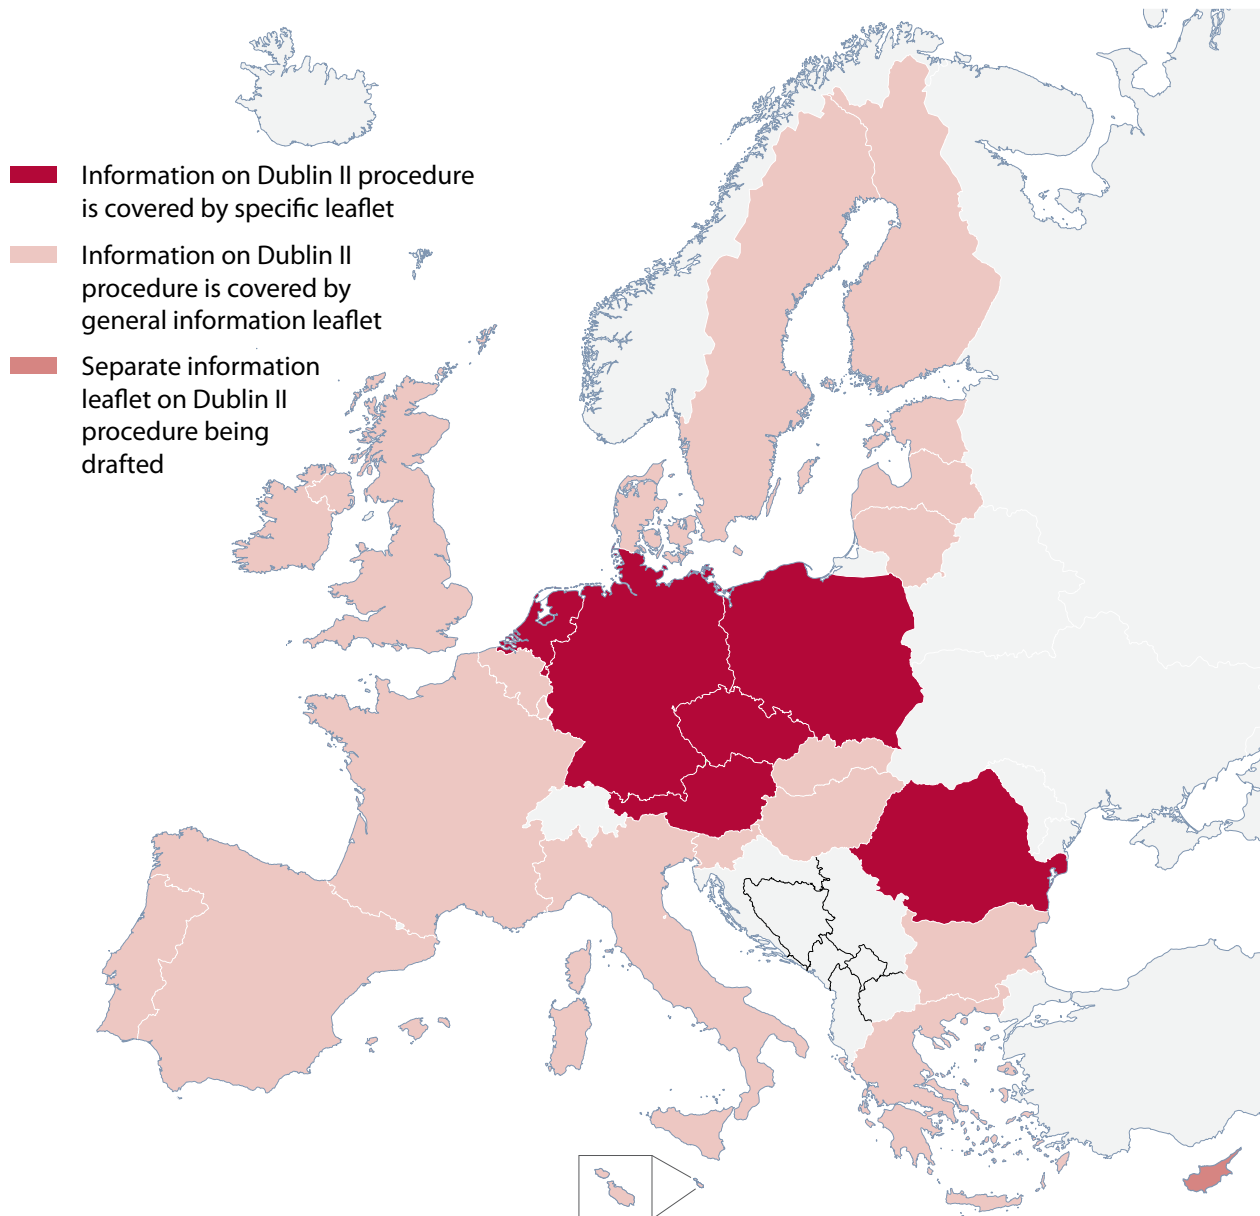 Information on Dublin II procedure
is covered by specific leaflet
Information on Dublin II
procedure is covered by
general information leaflet
Separate information
leaflet on Dublin II
procedure being
drafted